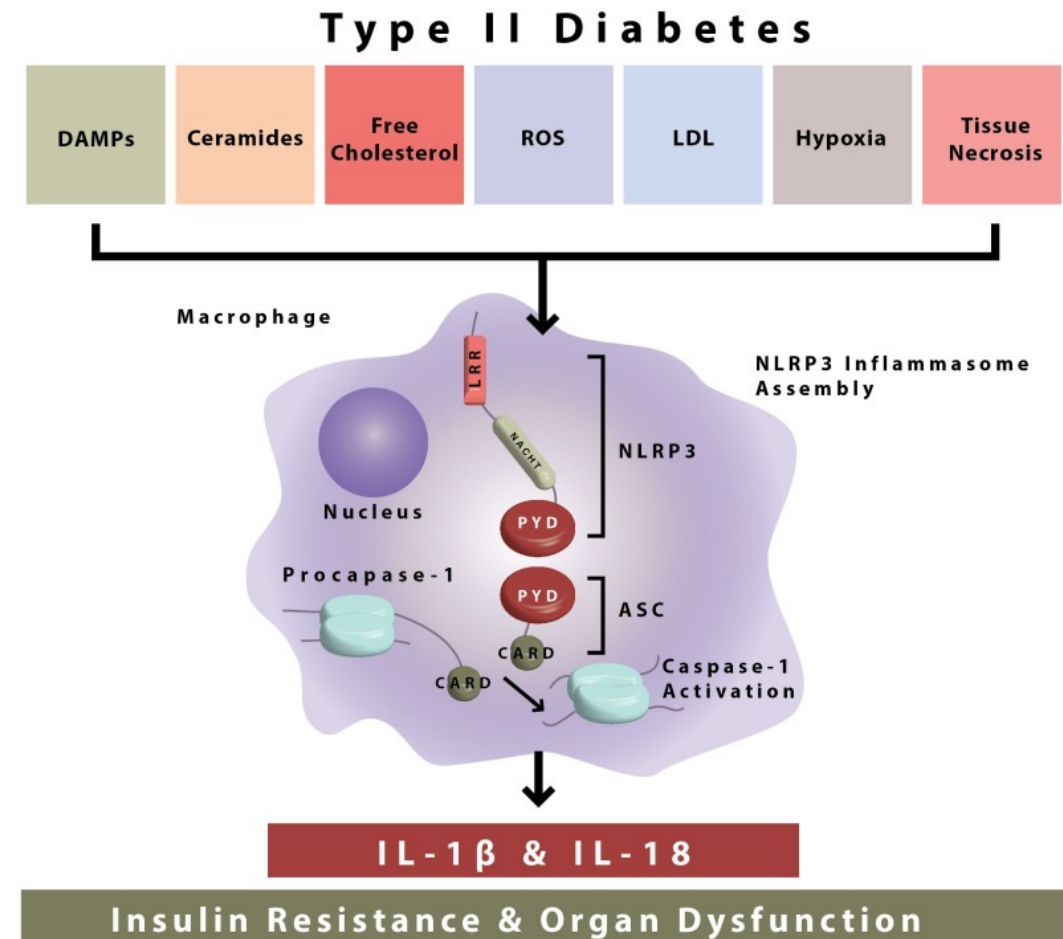 Type II Diabetes
DAMPs
Ceramides
Free
Cholesterol
ROS
LDL
Hypoxia
Tissue
Necrosis
Macrophage
NLRP3 Inflammasome
Assembly
LRR
NACHT
NLRP3
PYD
Nucleus
Procapase-1
PYD
ASC
CARD
CARD
Caspase-1
Activation
IL-1β & IL-18
Insulin Resistance & Organ Dysfunction